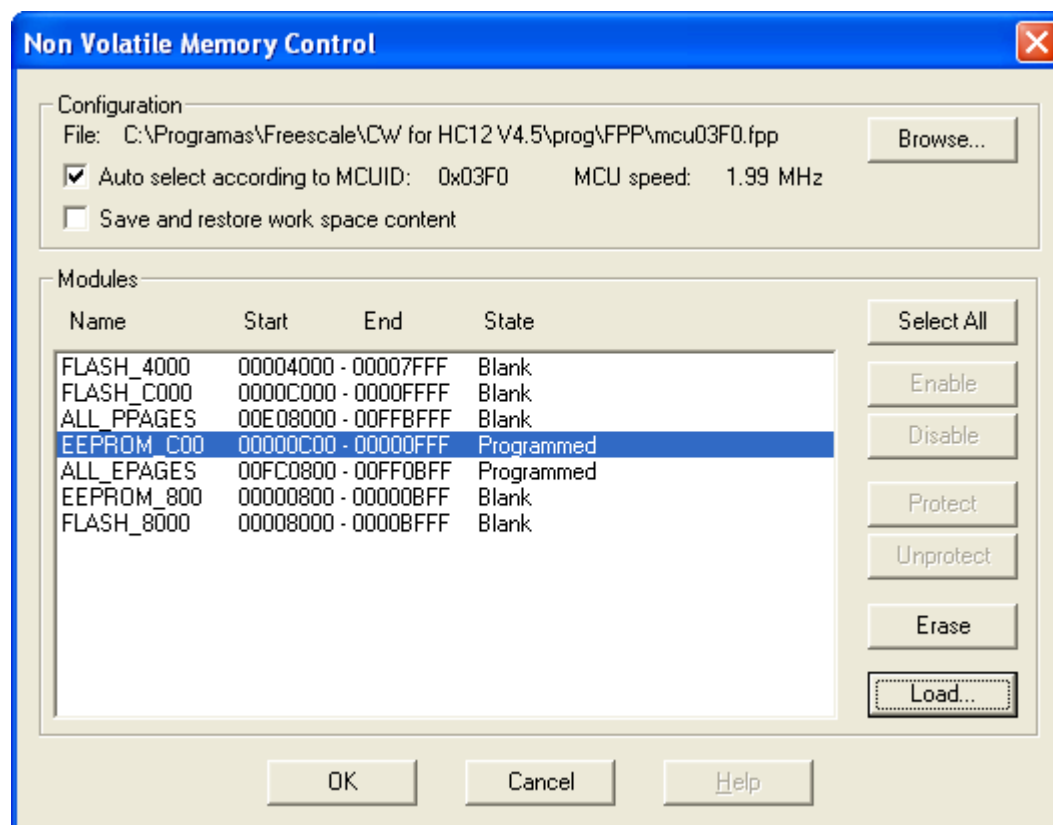 Non Volatile Memory Control
Configuration
File: C:\Programas\Freescale\CW for HC12 V4.5\prog\FPP\mcu03F0.fpp
Browse...
Auto select according to MCUID: 0x03F0 MCU speed: 1.99 MHz
Save and restore work space content
Modules
Name Start End State
Select All
FLASH_4000 00004000 - 00007FFF Blank
FLASH_C000 0000C000 - 0000FFFF Blank
ALL_PPAGES 00E08000 - 00FFBFFF Blank
EEPROM_C00 00000C00 - 00000FFF Programmed
ALL_EPAGES 00FC0800 - 00FF0BFF Programmed
EEPROM_800 00000800 - 00000BFF Blank
FLASH_8000 00008000 - 0000BFFF Blank
Enable
Disable
Protect
Unprotect
Erase
Load...
OK Cancel Help